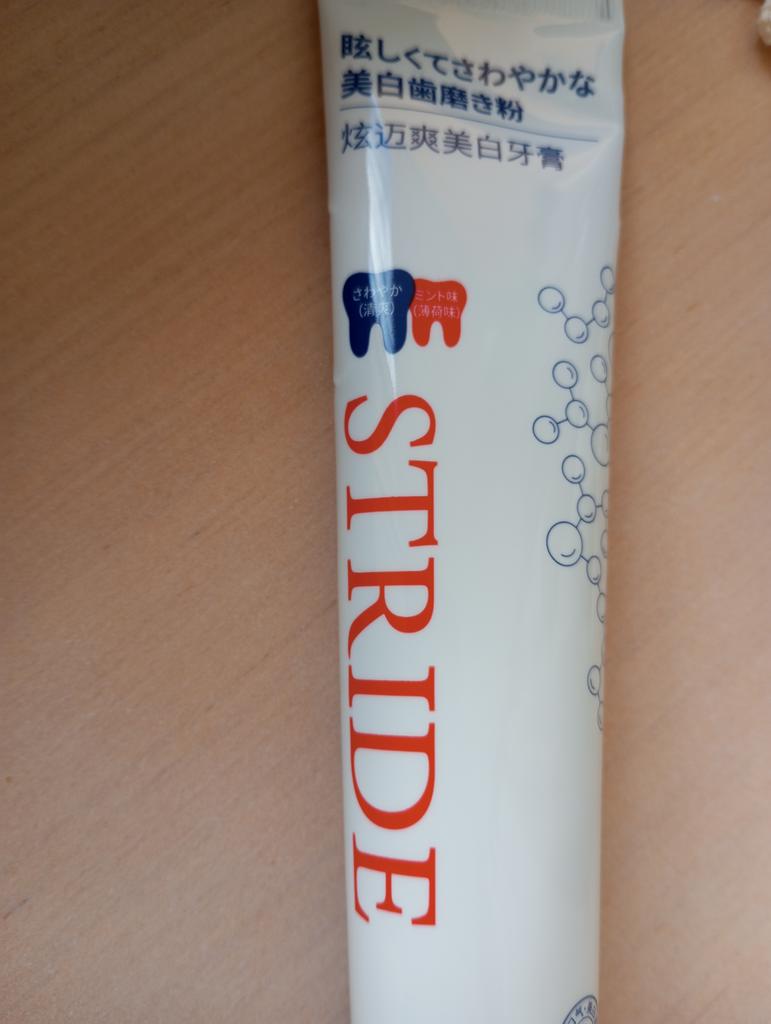 眩しくてさわやかな
美白歯磨き粉
炫迈爽美白牙膏
さわやか
(清爽)
ミント味
(薄荷味)
STRIDE